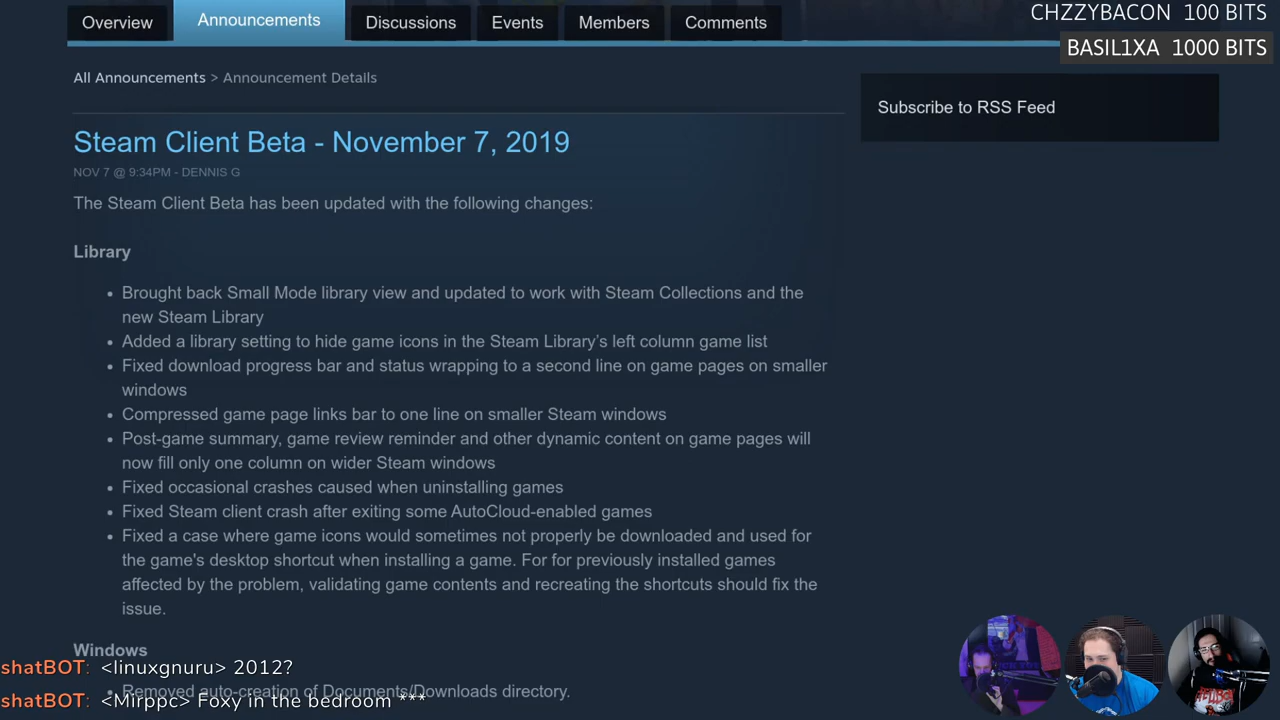 Overview
Announcements
Discussions
Events
Members
Comments
CHZZYBACON 100 BITS
BASIL1XA 1000 BITS
All Announcements > Announcement Details
Subscribe to RSS Feed
Steam Client Beta - November 7, 2019
NOV 7 @ 9:34PM - DENNIS G
The Steam Client Beta has been updated with the following changes:
Library
• Brought back Small Mode library view and updated to work with Steam Collections and the
new Steam Library
• Added a library setting to hide game icons in the Steam Library's left column game list
• Fixed download progress bar and status wrapping to a second line on game pages on smaller
windows
• Compressed game page links bar to one line on smaller Steam windows
• Post-game summary, game review reminder and other dynamic content on game pages will
now fill only one column on wider Steam windows
• Fixed occasional crashes caused when uninstalling games
• Fixed Steam client crash after exiting some AutoCloud-enabled games
• Fixed a case where game icons would sometimes not properly be downloaded and used for
the game's desktop shortcut when installing a game. For for previously installed games
affected by the problem, validating game contents and recreating the shortcuts should fix the
issue.
Windows
shatBOT: <linuxgnuru> 2012?
• Removed auto-creation of Documents/Downloads directory.
shatBOT: <Mirppc> Foxy in the bedroom ***